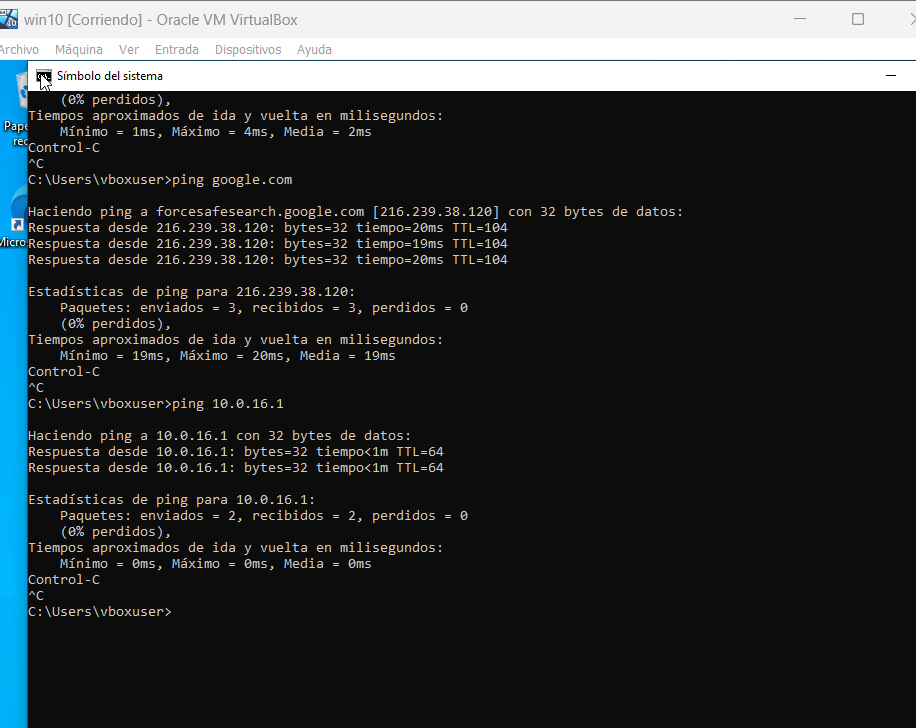 win10 [Corriendo] - Oracle VM VirtualBox
Archivo Máquina Ver Entrada Dispositivos Ayuda
Símbolo del sistema
(0% perdidos),
Tiempos aproximados de ida y vuelta en milisegundos:
Mínimo = 1ms, Máximo = 4ms, Media = 2ms
Control-C
^C
C:\Users\vboxuser>ping google.com
Haciendo ping a forcesafesearch.google.com [216.239.38.120] con 32 bytes de datos:
Respuesta desde 216.239.38.120: bytes=32 tiempo=20ms TTL=104
Respuesta desde 216.239.38.120: bytes=32 tiempo=19ms TTL=104
Respuesta desde 216.239.38.120: bytes=32 tiempo=20ms TTL=104
Estadísticas de ping para 216.239.38.120:
Paquetes: enviados = 3, recibidos = 3, perdidos = 0
(0% perdidos),
Tiempos aproximados de ida y vuelta en milisegundos:
Mínimo = 19ms, Máximo = 20ms, Media = 19ms
Control-C
^C
C:\Users\vboxuser>ping 10.0.16.1
Haciendo ping a 10.0.16.1 con 32 bytes de datos:
Respuesta desde 10.0.16.1: bytes=32 tiempo<1m TTL=64
Respuesta desde 10.0.16.1: bytes=32 tiempo<1m TTL=64
Estadísticas de ping para 10.0.16.1:
Paquetes: enviados = 2, recibidos = 2, perdidos = 0
(0% perdidos),
Tiempos aproximados de ida y vuelta en milisegundos:
Mínimo = 0ms, Máximo = 0ms, Media = 0ms
Control-C
^C
C:\Users\vboxuser>
Pape
rec
Micro